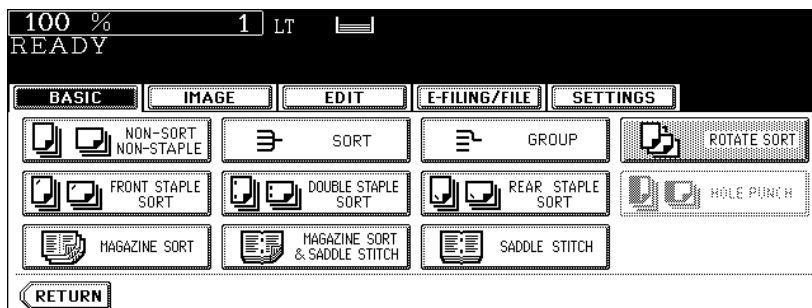 100 % 1 LT
READY
BASIC IMAGE EDIT E-FILING/FILE SETTINGS
NON-SORT
NON-STAPLE
SORT
GROUP
ROTATE SORT
FRONT STAPLE
SORT
DOUBLE STAPLE
SORT
REAR STAPLE
SORT
HOLE PUNCH
MAGAZINE SORT
MAGAZINE SORT
& SADDLE STITCH
SADDLE STITCH
RETURN